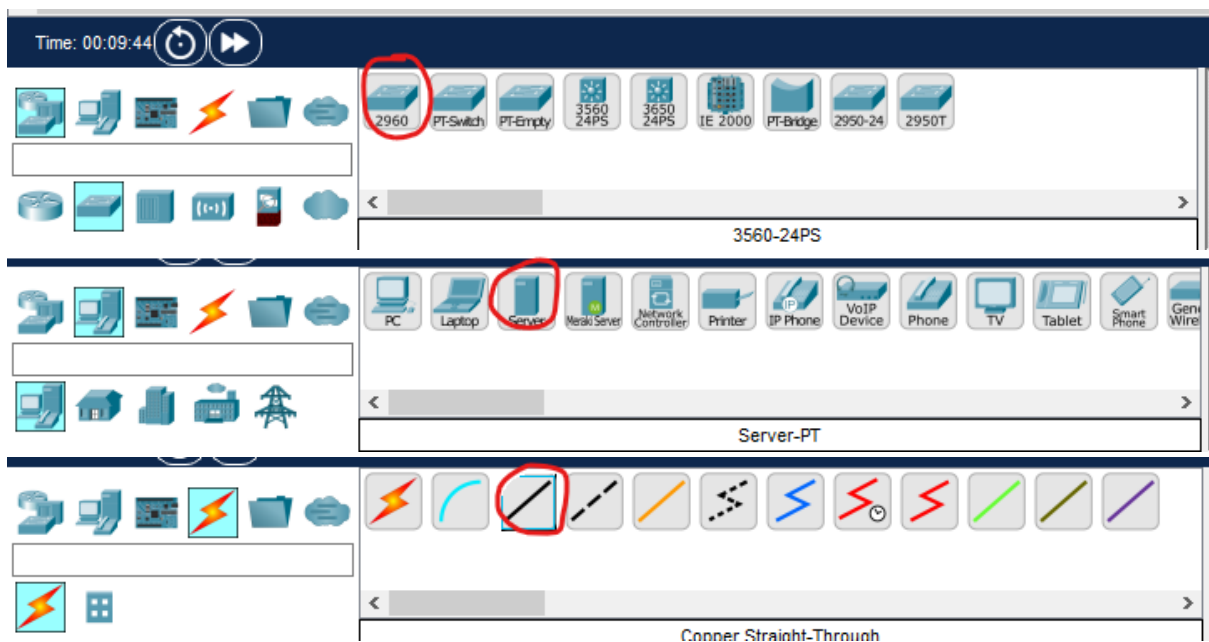 Time: 00:09:44
2960 PT-Switch PT-Empty 3560 24PS 3650 24PS IE 2000 PT-Bridge 2950-24 2950T
3560-24PS
PC Laptop Server Meraki Server Network Controller Printer IP Phone VoIP Device Phone TV Tablet Smart Phone Gen Wire
Server-PT
Copper Straight-Through